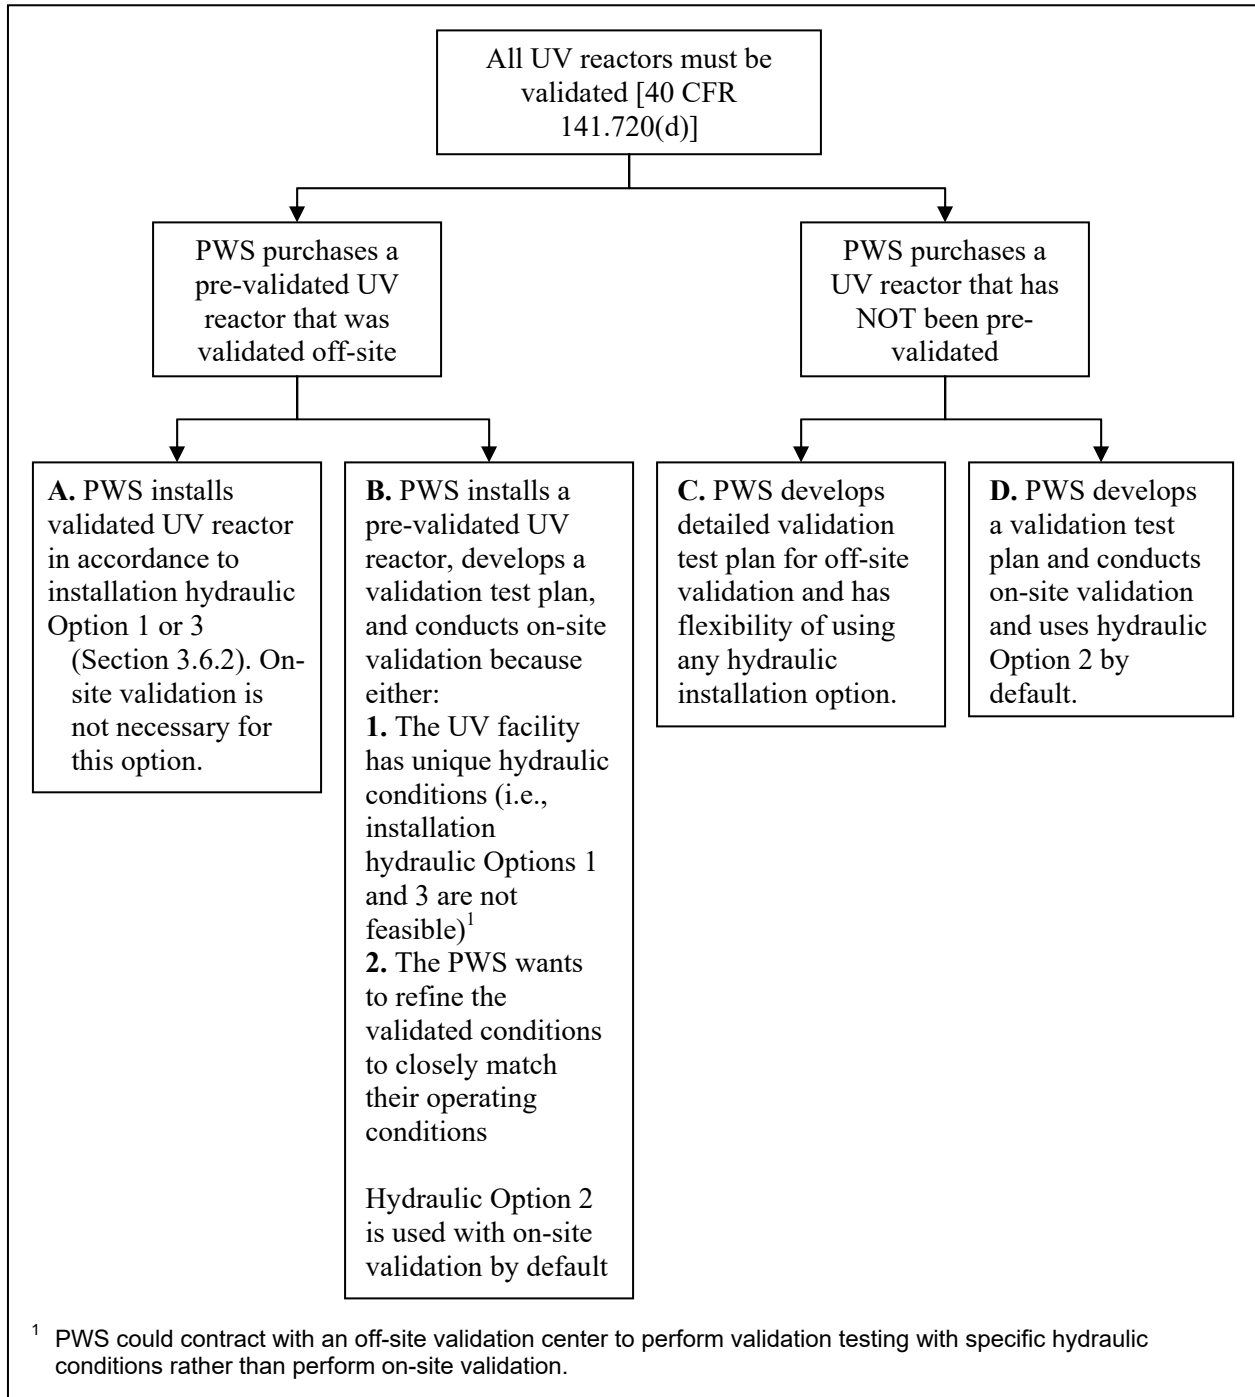 All UV reactors must be
validated [40 CFR
141.720(d)]
PWS purchases a
pre-validated UV
reactor that was
validated off-site
PWS purchases a
UV reactor that has
NOT been pre-
validated
A. PWS installs
validated UV reactor
in accordance to
installation hydraulic
Option 1 or 3
(Section 3.6.2). On-
site validation is
not necessary for
this option.
B. PWS installs a
pre-validated UV
reactor, develops a
validation test plan,
and conducts on-site
validation because
either:
1. The UV facility
has unique hydraulic
conditions (i.e.,
installation
hydraulic Options 1
and 3 are not
feasible)1
2. The PWS wants
to refine the
validated conditions
to closely match
their operating
conditions
Hydraulic Option 2
is used with on-site
validation by default
C. PWS develops
detailed validation
test plan for off-site
validation and has
flexibility of using
any hydraulic
installation option.
D. PWS develops
a validation test
plan and conducts
on-site validation
and uses hydraulic
Option 2 by
default.
1 PWS could contract with an off-site validation center to perform validation testing with specific hydraulic
conditions rather than perform on-site validation.